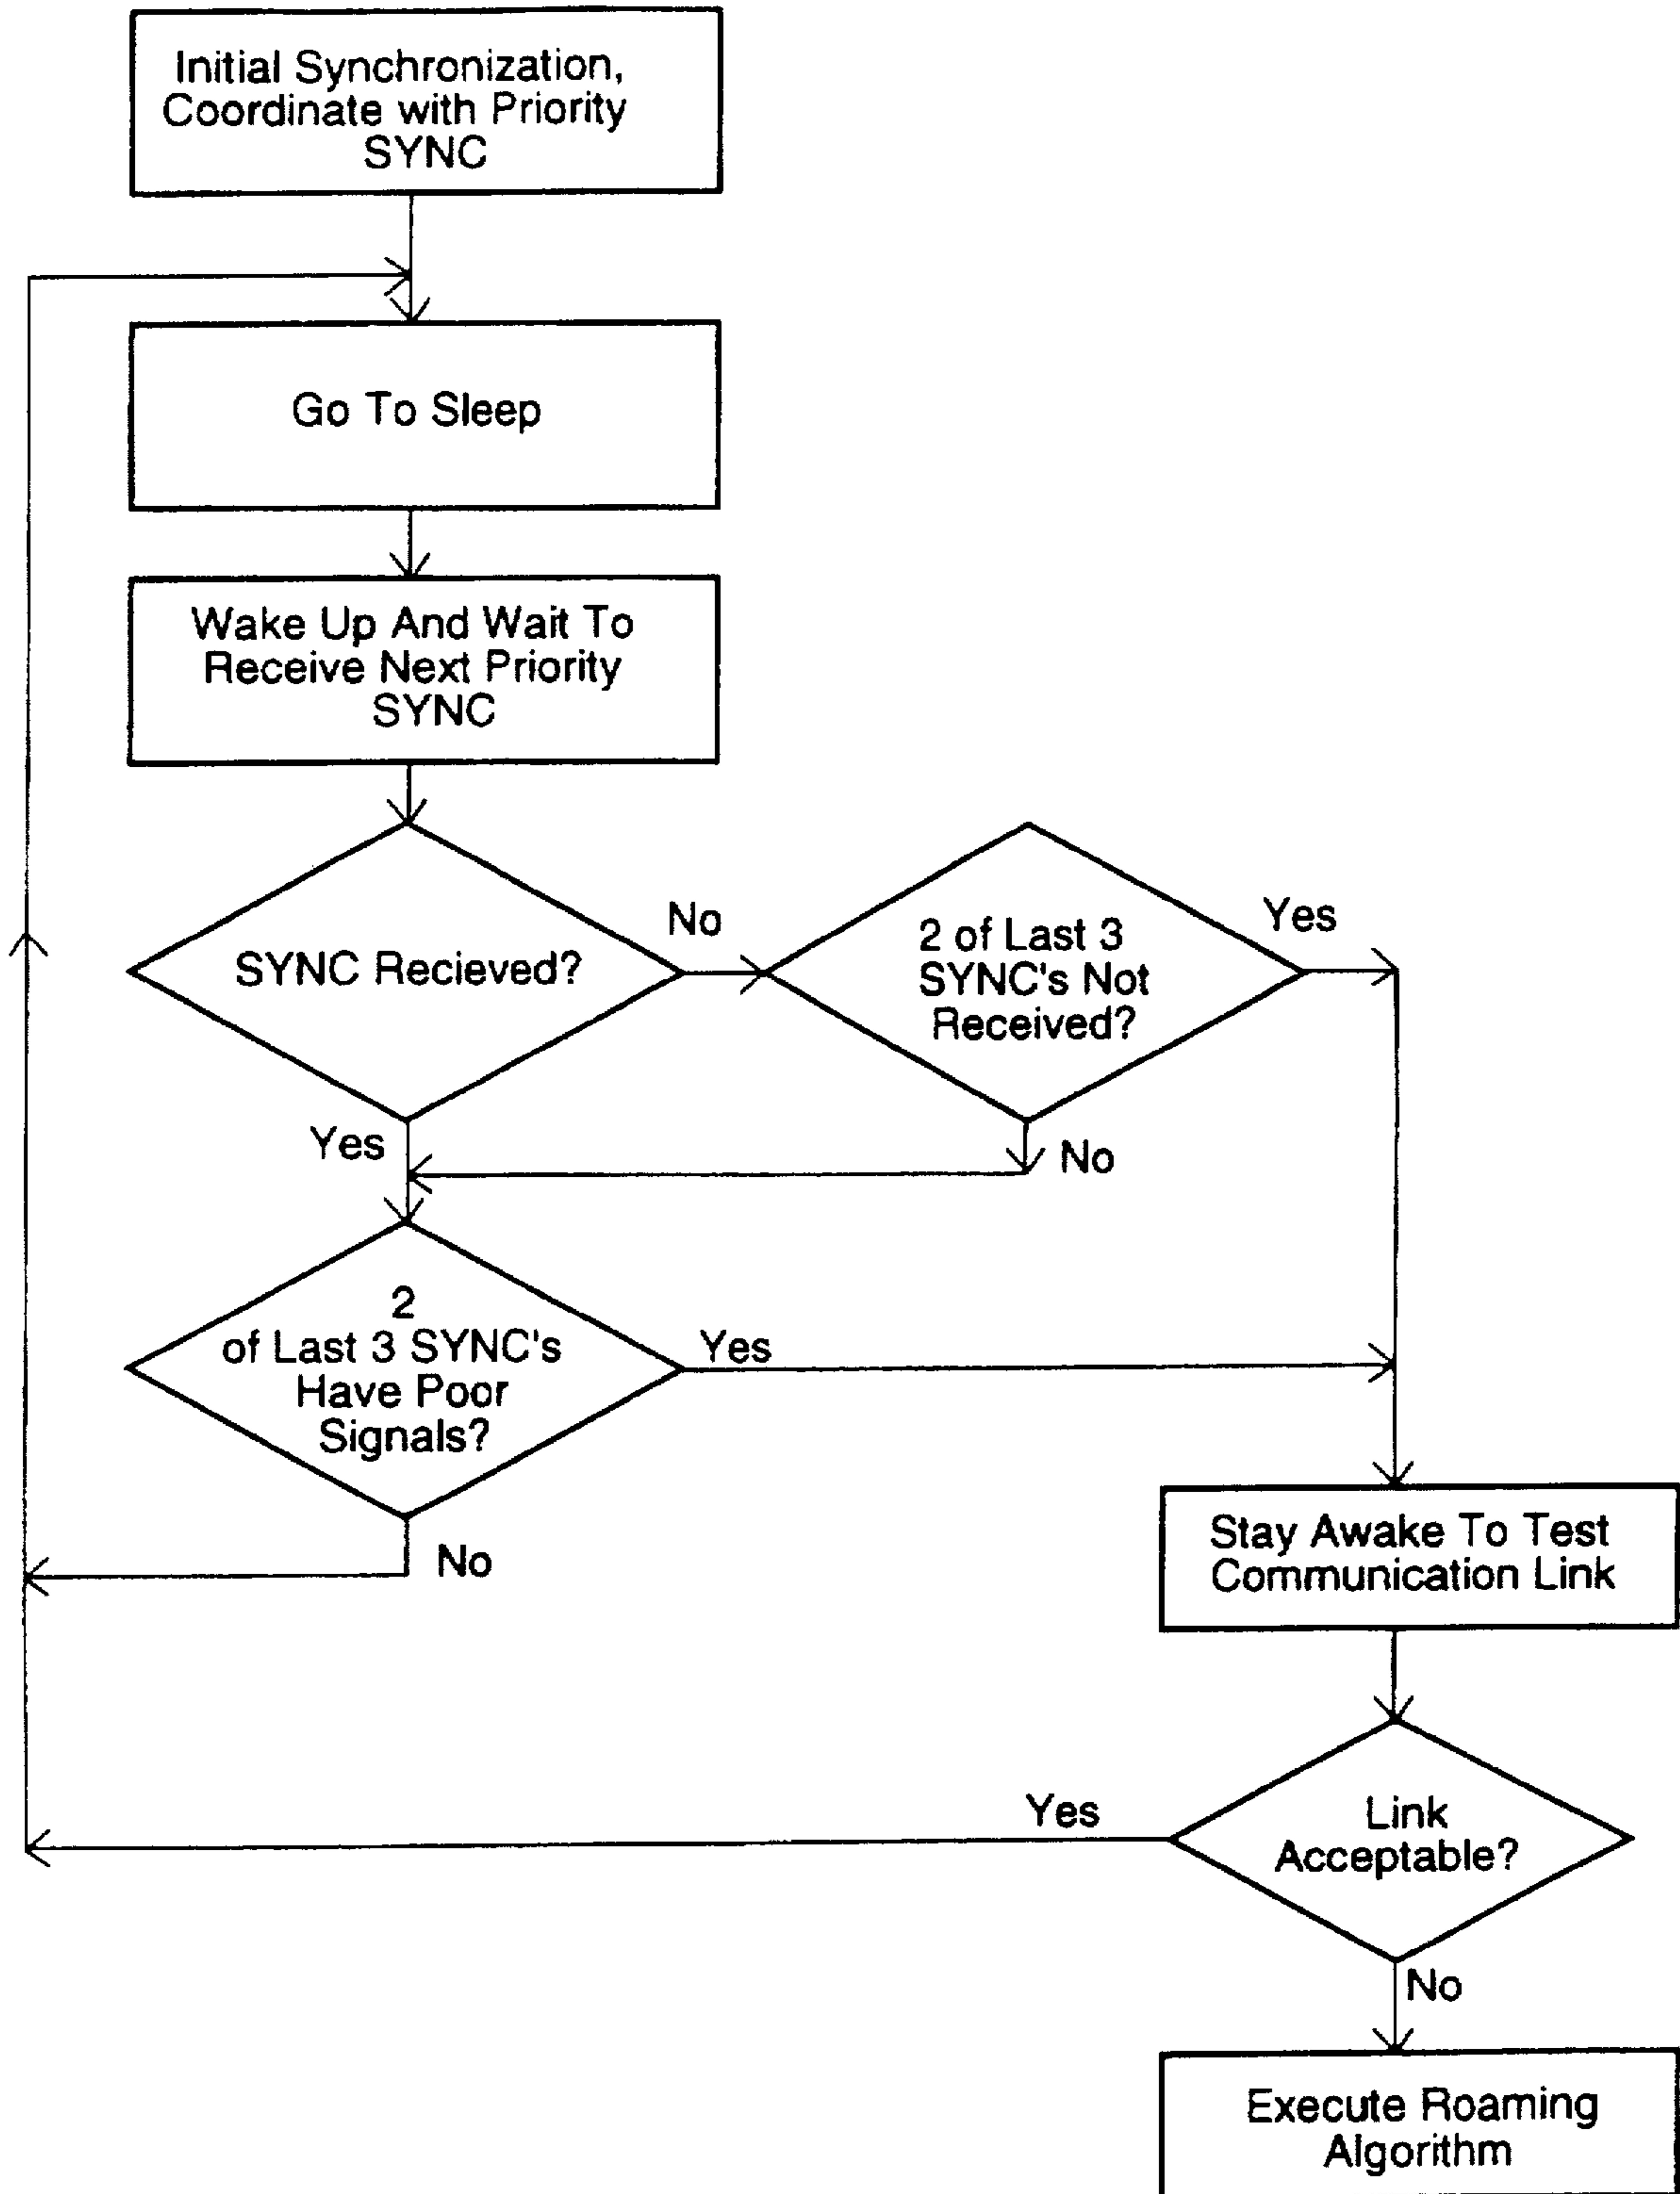 Initial Synchronization,
Coordinate with Priority
SYNC
Go To Sleep
Wake Up And Wait To
Receive Next Priority
SYNC
SYNC Recieved?
No
2 of Last 3
SYNC's Not
Received?
Yes
Yes
No
2
of Last 3 SYNC's
Have Poor
Signals?
Yes
No
Stay Awake To Test
Communication Link
Link
Acceptable?
Yes
No
Execute Roaming
Algorithm